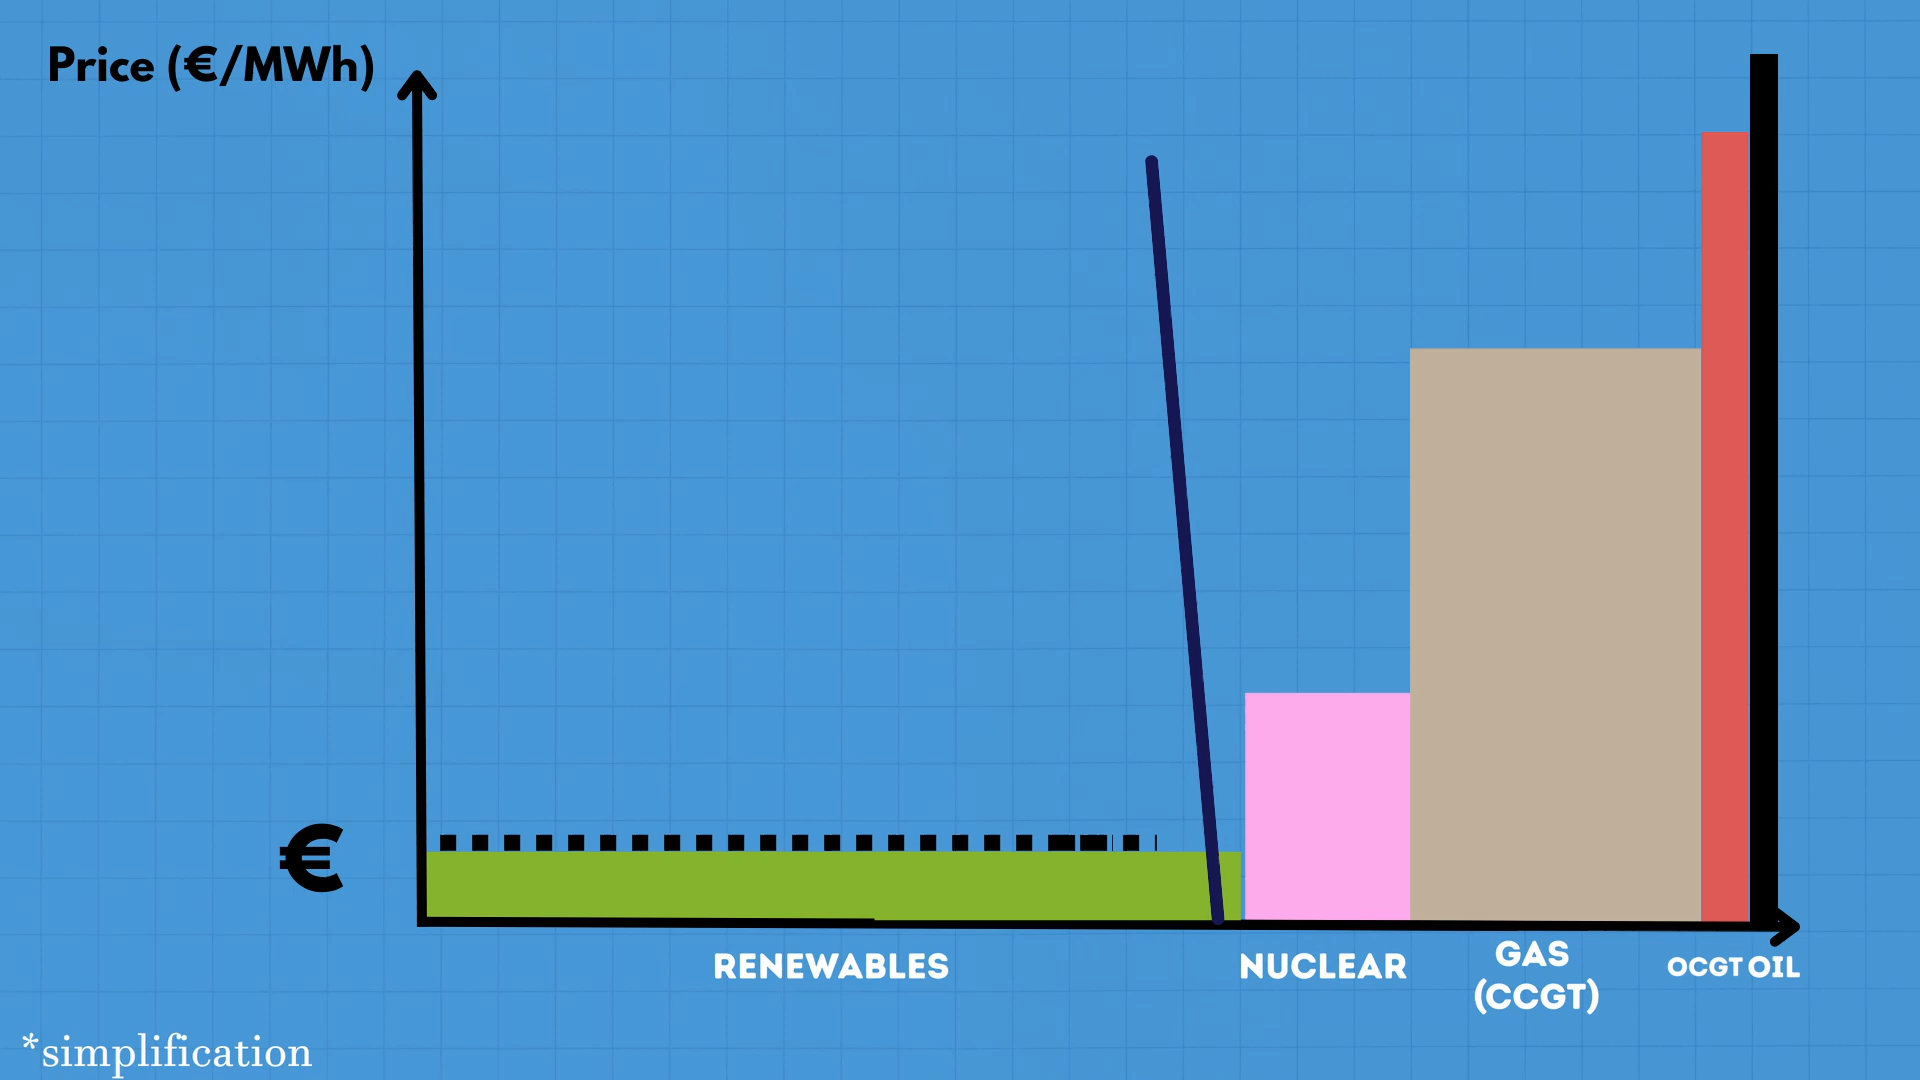 Price (€/MWh)
€
RENEWABLES
NUCLEAR
GAS
(CCGT)
OCGT
OIL
*simplification